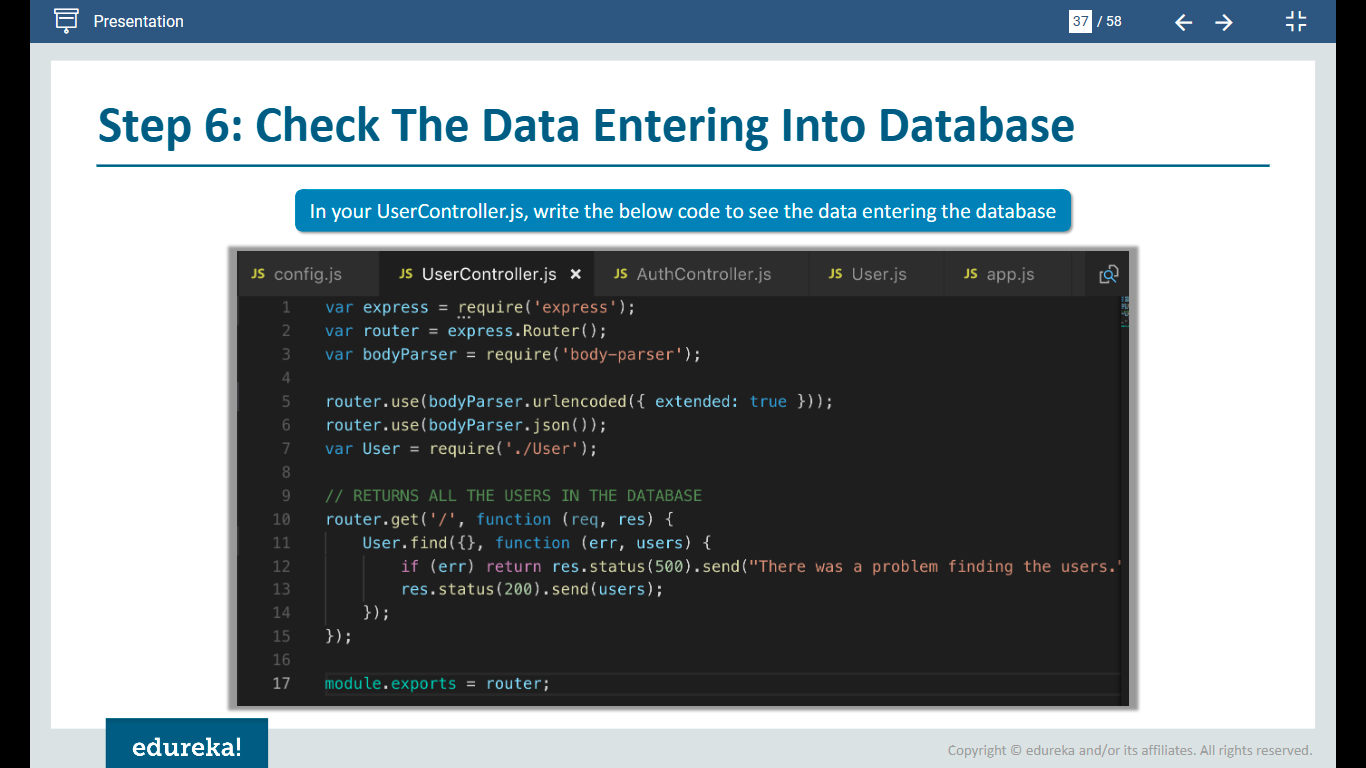 Presentation
37 / 58
Step 6: Check The Data Entering Into Database
In your UserController.js, write the below code to see the data entering the database
JS config.js JS UserController.js × JS AuthController.js JS User.js JS app.js
1 var express = require('express');
2 var router = express.Router();
3 var bodyParser = require('body-parser');
4
5 router.use(bodyParser.urlencoded({ extended: true }));
6 router.use(bodyParser.json());
7 var User = require('./User');
8
9 // RETURNS ALL THE USERS IN THE DATABASE
10 router.get('/', function (req, res) {
11 User.find({}, function (err, users) {
12 if (err) return res.status(500).send("There was a problem finding the users."
13 res.status(200).send(users);
14 });
15 });
16
17 module.exports = router;
edureka!
Copyright © edureka and/or its affiliates. All rights reserved.